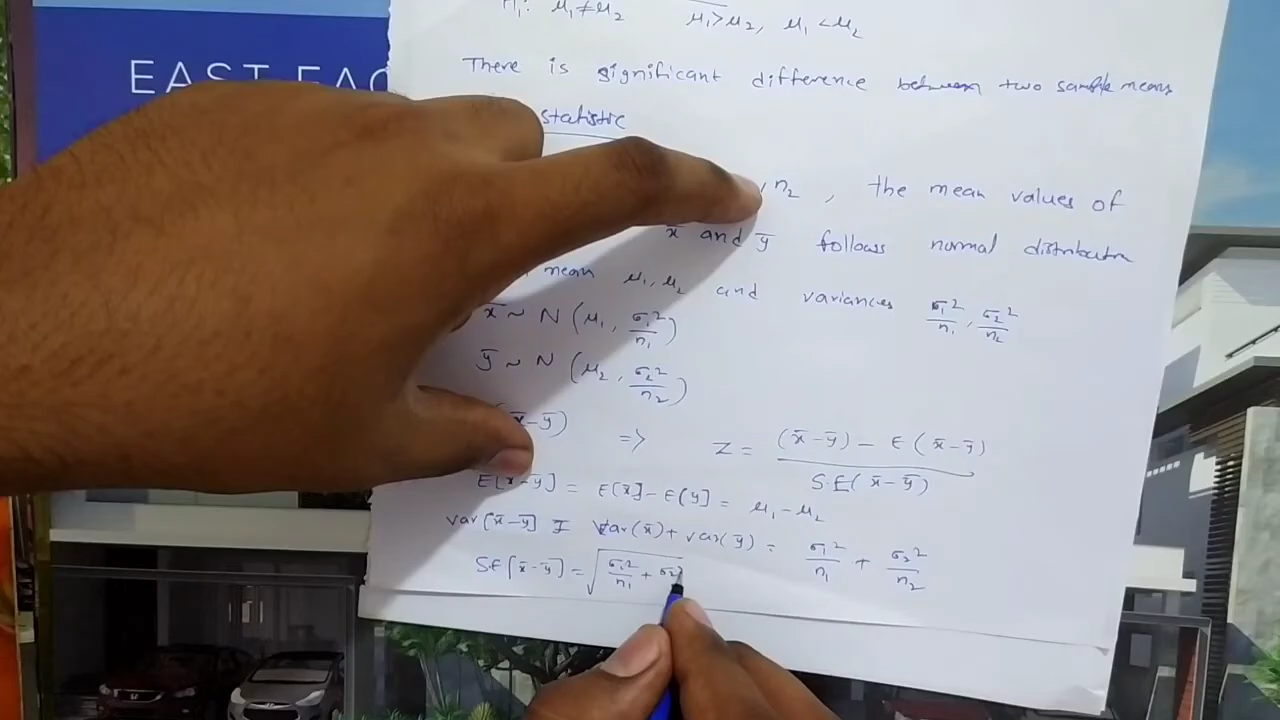 H₁: μ₁≠μ₂ μ₁>μ₂, μ₁<μ₂
EAST FAC
There is significant difference between two sample means
statistic
, n₂ , the mean values of
x̄ and ȳ follows normal distributn
mean μ₁, μ₂ and variances σ₁²/n₁, σ₂²/n₂
x̄ ~ N (μ₁, σ₁²/n₁)
ȳ ~ N (μ₂, σ₂²/n₂)
(x̄-ȳ) => Z = (x̄-ȳ) - E(x̄-ȳ) / S.E(x̄-ȳ)
E[x̄-ȳ] = E[x̄] - E(ȳ] = μ₁-μ₂
var[x̄-ȳ] = Var(x̄) + var(ȳ) = σ₁²/n₁ + σ₂²/n₂
SE[x̄-ȳ] = √σ₁²/n₁ + σ₂²